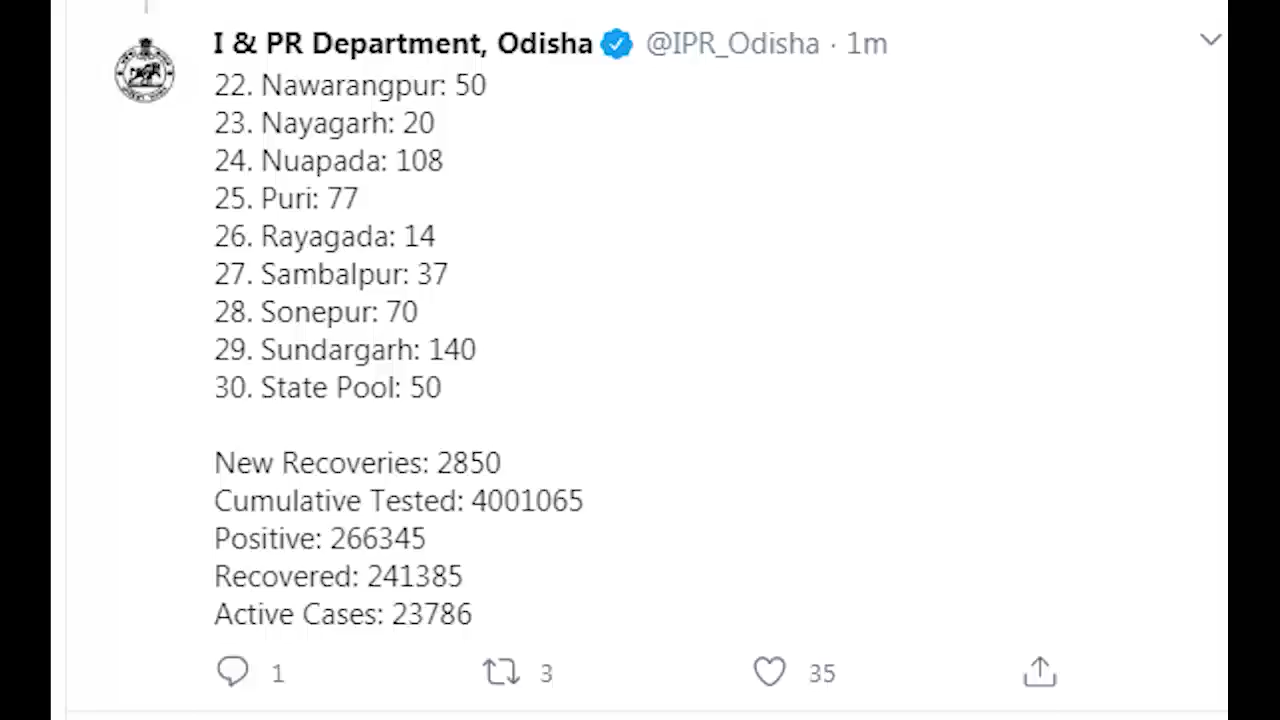 I & PR Department, Odisha @IPR_Odisha · 1m
22. Nawarangpur: 50
23. Nayagarh: 20
24. Nuapada: 108
25. Puri: 77
26. Rayagada: 14
27. Sambalpur: 37
28. Sonepur: 70
29. Sundargarh: 140
30. State Pool: 50
New Recoveries: 2850
Cumulative Tested: 4001065
Positive: 266345
Recovered: 241385
Active Cases: 23786
1 3 35